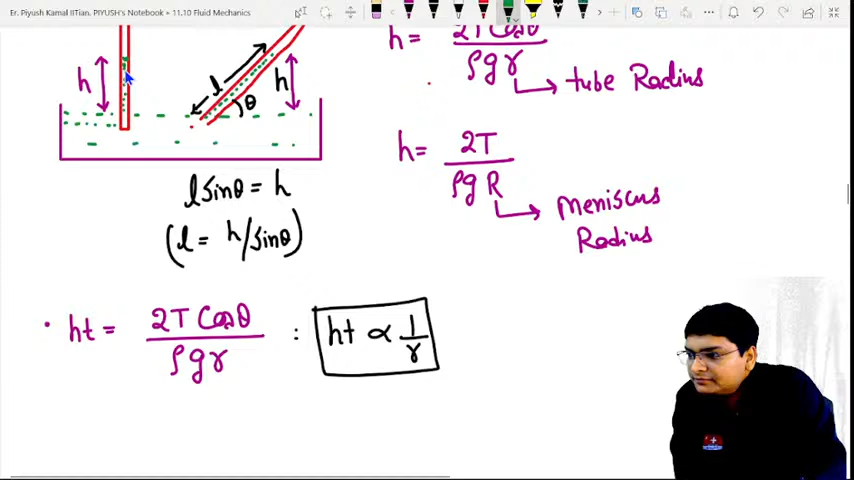 Er. Piyush Kamal IITian. PIYUSH's Notebook > 11.10 Fluid Mechanics
h = 2T Cosθ
ρgr
tube Radius
h
l
h
θ
h = 2T
ρgR
Meniscus
Radius
lsinθ = h
(l = h/sinθ)
• ht = 2T Cosθ
ρgr
: ht ∝ 1
r